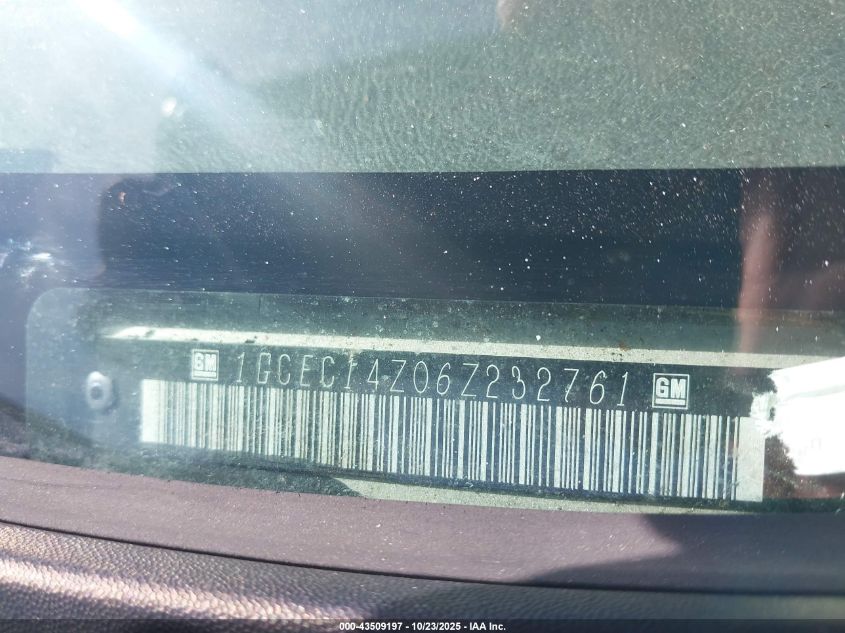 GM 1GCEC14Z06Z232761 GM
000-43509197 - 10/23/2025 - IAA Inc.